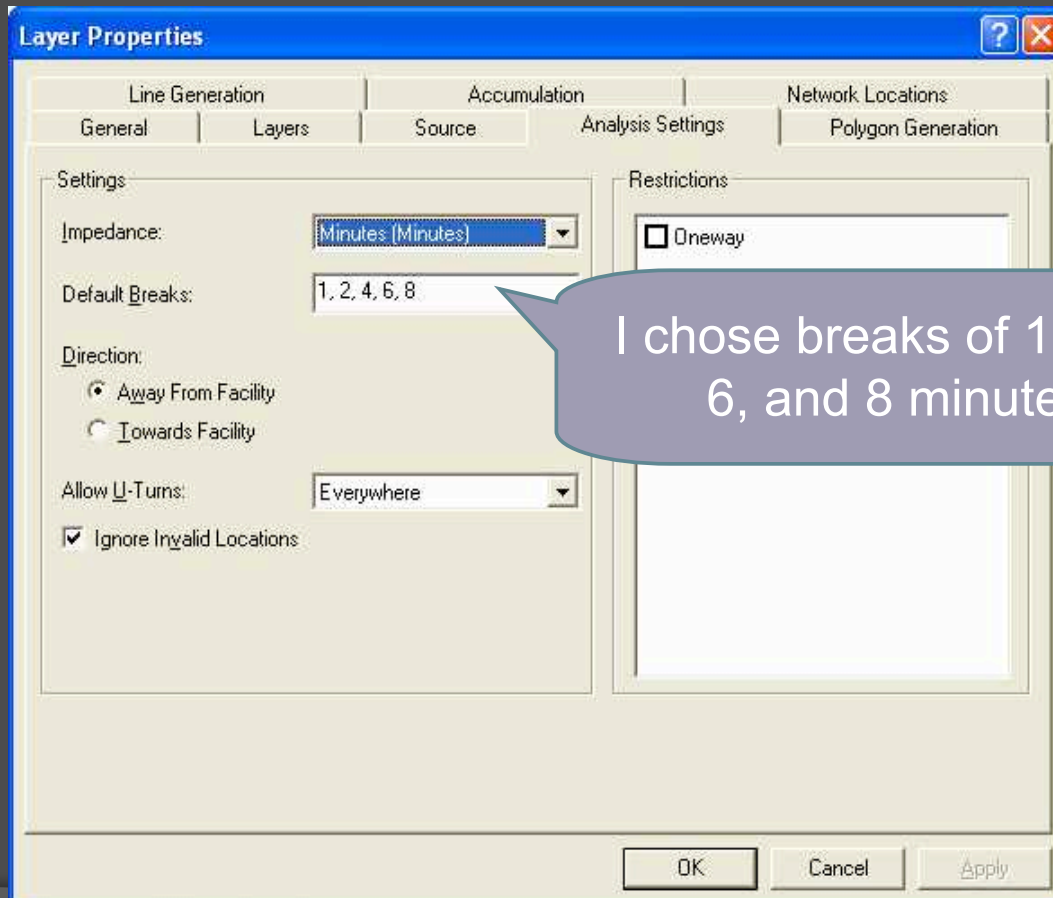 Layer Properties
Line Generation Accumulation Network Locations
General Layers Source Analysis Settings Polygon Generation
Settings
Impedance: Minutes (Minutes)
Default Breaks: 1, 2, 4, 6, 8
Direction:
Away From Facility
Towards Facility
Allow U-Turns: Everywhere
Ignore Invalid Locations
Restrictions
Oneway
I chose breaks of 1
6, and 8 minute
OK Cancel Apply